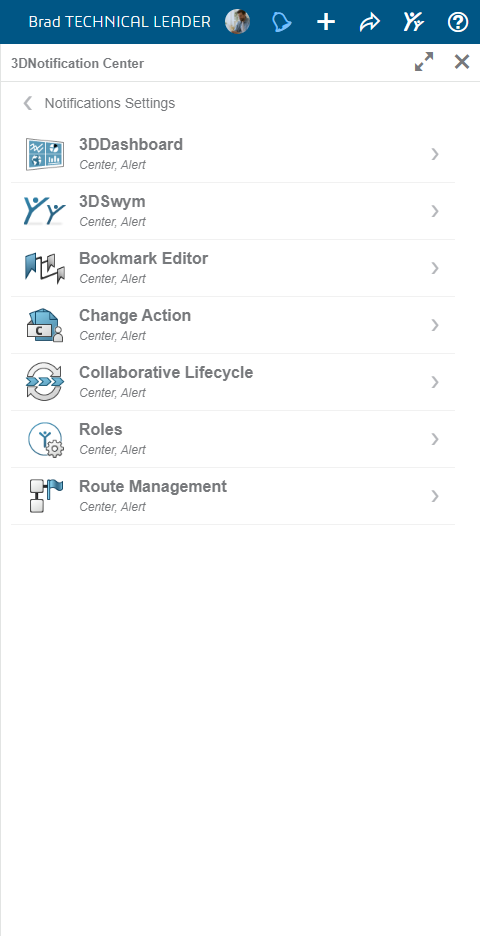 Brad TECHNICAL LEADER
3DNotification Center
Notifications Settings
3DDashboard
Center, Alert
3DSwym
Center, Alert
Bookmark Editor
Center, Alert
C
Change Action
Center, Alert
Collaborative Lifecycle
Center, Alert
Roles
Center, Alert
Route Management
Center, Alert